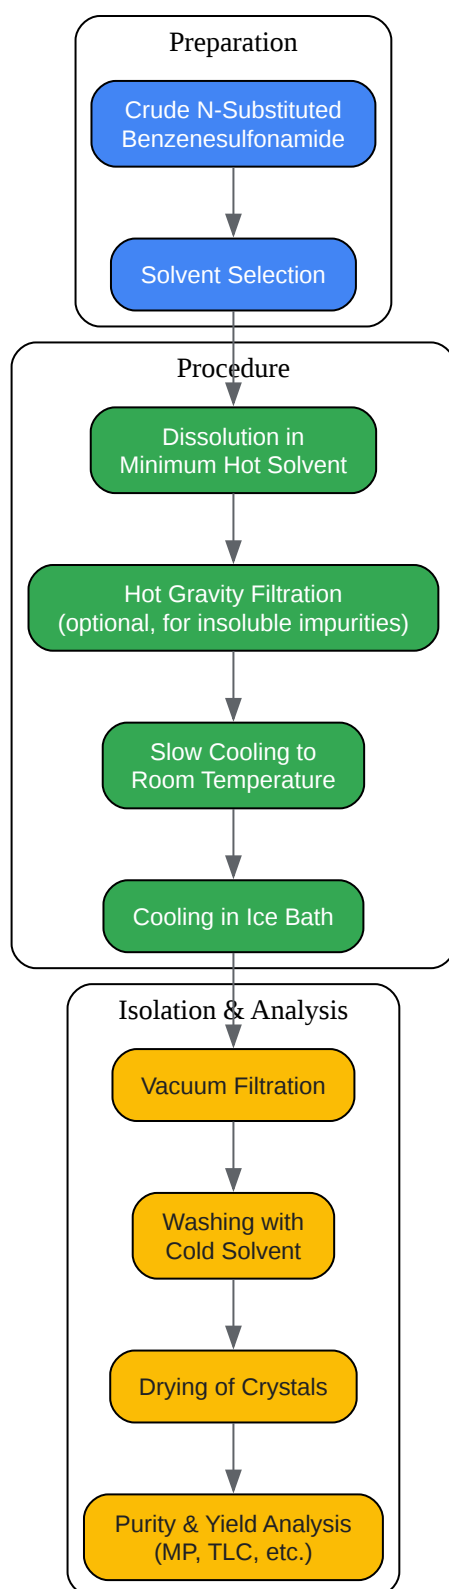 Preparation
Crude N-Substituted
Benzenesulfonamide
Solvent Selection
Procedure
Dissolution in
Minimum Hot Solvent
Hot Gravity Filtration
(optional, for insoluble impurities)
Slow Cooling to
Room Temperature
Cooling in Ice Bath
Isolation & Analysis
Vacuum Filtration
Washing with
Cold Solvent
Drying of Crystals
Purity & Yield Analysis
(MP, TLC, etc.)